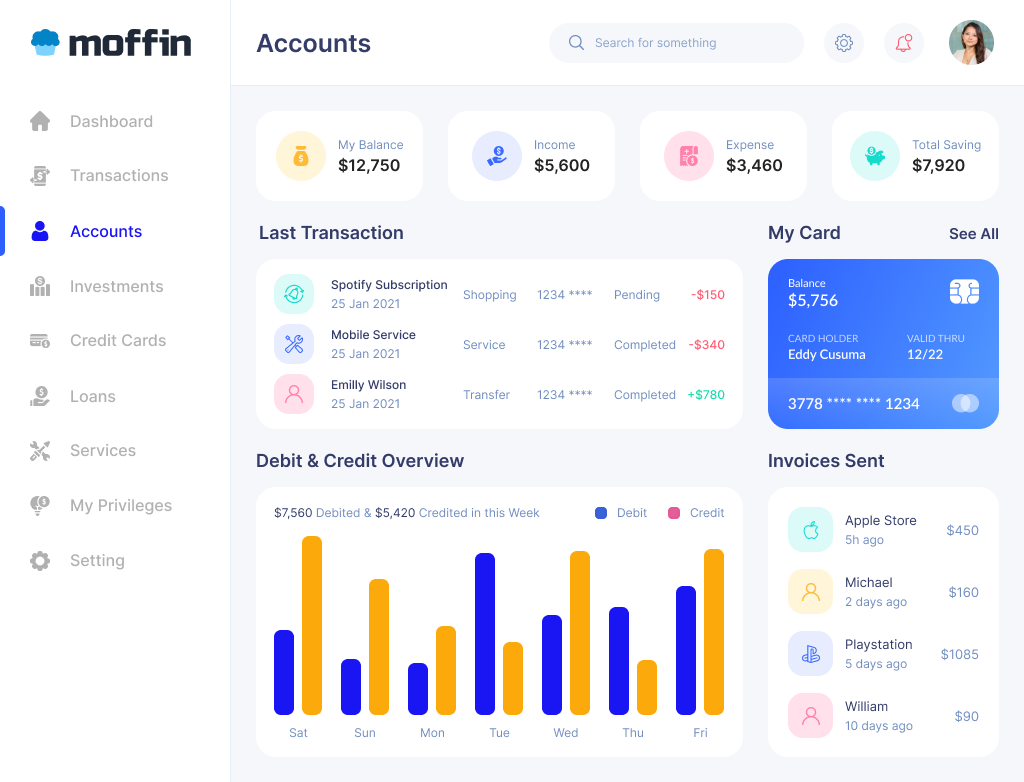 moffin
Accounts
Search for something
Dashboard
Transactions
Accounts
Investments
Credit Cards
Loans
Services
My Privileges
Setting
My Balance
$12,750
Income
$5,600
Expense
$3,460
Total Saving
$7,920
Last Transaction
Spotify Subscription
25 Jan 2021
Shopping
1234 ****
Pending
-$150
Mobile Service
25 Jan 2021
Service
1234 ****
Completed
-$340
Emilly Wilson
25 Jan 2021
Transfer
1234 ****
Completed
+$780
My Card
See All
Balance
$5,756
CARD HOLDER
Eddy Cusuma
VALID THRU
12/22
3778 **** **** 1234
Debit & Credit Overview
$7,560 Debited & $5,420 Credited in this Week
Debit
Credit
Sat
Sun
Mon
Tue
Wed
Thu
Fri
Invoices Sent
Apple Store
5h ago
$450
Michael
2 days ago
$160
Playstation
5 days ago
$1085
William
10 days ago
$90